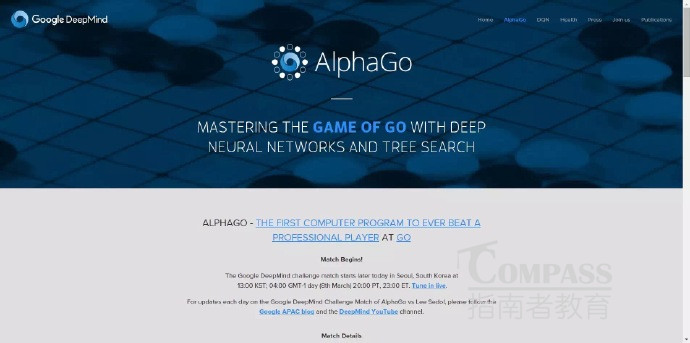 Google DeepMind
Home AlphaGo DQN Health Press Join us Publications
AlphaGo
MASTERING THE GAME OF GO WITH DEEP
NEURAL NETWORKS AND TREE SEARCH
ALPHAGO - THE FIRST COMPUTER PROGRAM TO EVER BEAT A
PROFESSIONAL PLAYER AT GO
Match Begins!
The Google DeepMind challenge match starts later today in Seoul, South Korea at
13:00 KST; 04:00 GMT-1 day (8th March) 20:00 PT, 23:00 ET. Tune in live.
For updates each day on the Google DeepMind Challenge Match of AlphaGo vs Lee Sedol, please follow the
Google APAC blog and the DeepMind YouTube channel.
Match Details
COMPASS
指南者教育